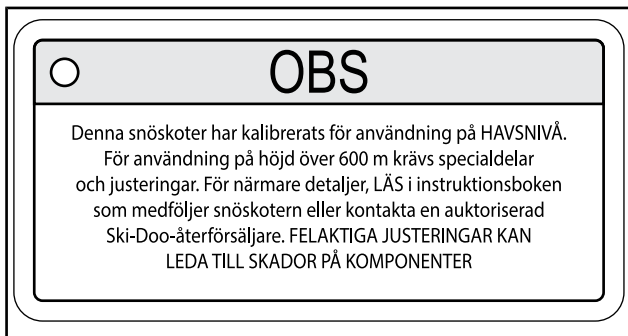 OBS
Denna snöskoter har kalibrerats för användning på HAVSNIVÅ.
För användning på höjd över 600 m krävs specialdelar
och justeringar. För närmare detaljer, LÄS i instruktionsboken
som medföljer snöskotern eller kontakta en auktoriserad
Ski-Doo-återförsäljare. FELAKTIGA JUSTERINGAR KAN
LEDA TILL SKADOR PÅ KOMPONENTER